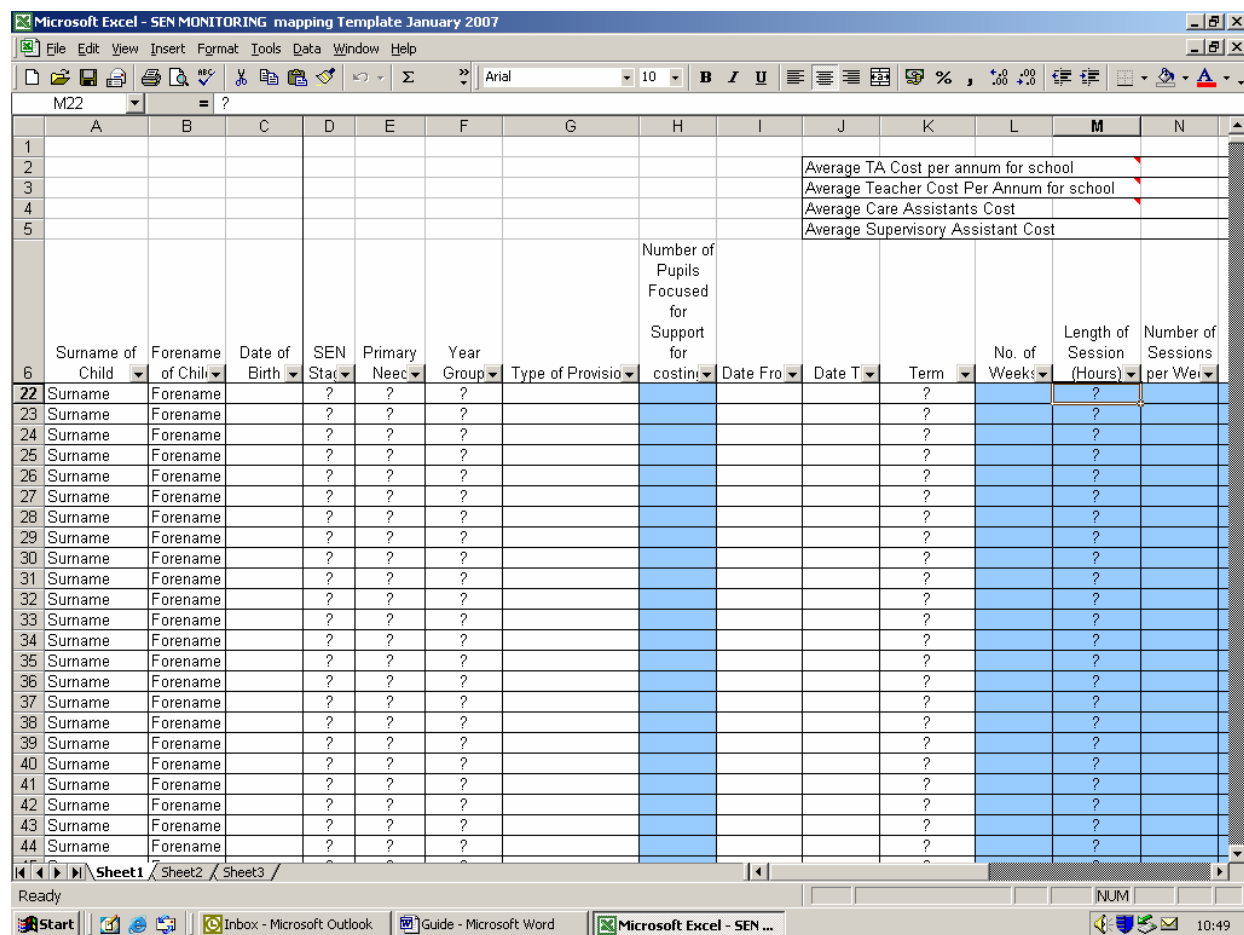 Microsoft Excel - SEN MONITORING mapping Template January 2007
File Edit View Insert Format Tools Data Window Help
Arial 10 B I U
M22 = ?
A B C D E F G H I J K L M N
1
2 Average TA Cost per annum for school
3 Average Teacher Cost Per Annum for school
4 Average Care Assistants Cost
5 Average Supervisory Assistant Cost
Number of
Pupils
Focused
for
Support Length of Number of
Surname of Forename Date of SEN Primary Year for No. of Session Sessions
6 Child of Chil Birth Sta Neec Group Type of Provisio costin Date Fro Date T Term Weeks (Hours) per We
22 Surname Forename ? ? ? ? ?
23 Surname Forename ? ? ? ? ?
24 Surname Forename ? ? ? ? ?
25 Surname Forename ? ? ? ? ?
26 Surname Forename ? ? ? ? ?
27 Surname Forename ? ? ? ? ?
28 Surname Forename ? ? ? ? ?
29 Surname Forename ? ? ? ? ?
30 Surname Forename ? ? ? ? ?
31 Surname Forename ? ? ? ? ?
32 Surname Forename ? ? ? ? ?
33 Surname Forename ? ? ? ? ?
34 Surname Forename ? ? ? ? ?
35 Surname Forename ? ? ? ? ?
36 Surname Forename ? ? ? ? ?
37 Surname Forename ? ? ? ? ?
38 Surname Forename ? ? ? ? ?
39 Surname Forename ? ? ? ? ?
40 Surname Forename ? ? ? ? ?
41 Surname Forename ? ? ? ? ?
42 Surname Forename ? ? ? ? ?
43 Surname Forename ? ? ? ? ?
44 Surname Forename ? ? ? ? ?
Sheet1 Sheet2 Sheet3
Ready NUM
Start Inbox - Microsoft Outlook Guide - Microsoft Word Microsoft Excel - SEN ... 10:49